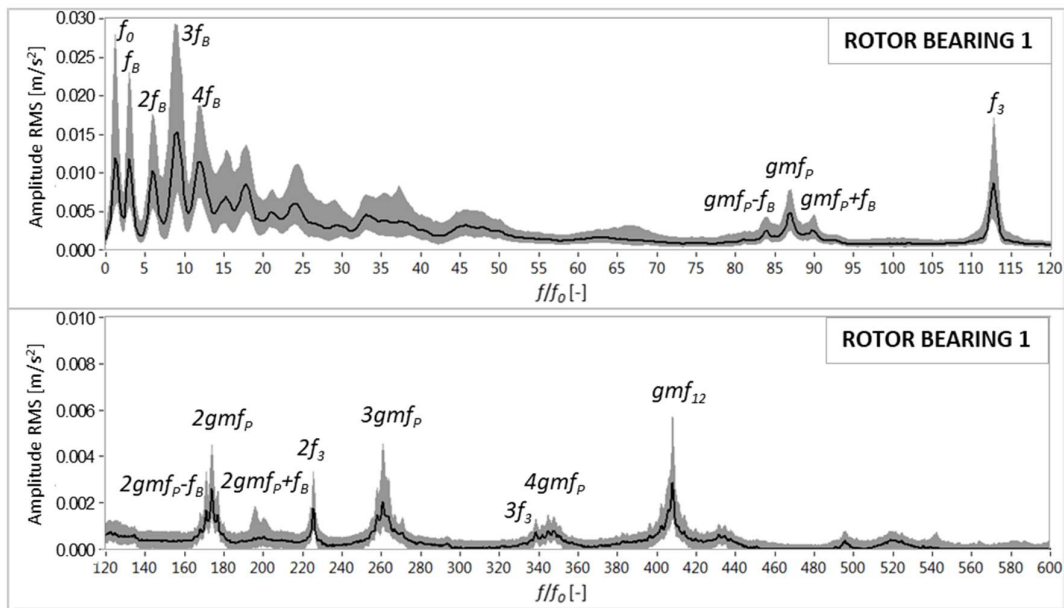 ROTOR BEARING 1
Amplitude RMS [m/s²]
0.030
0.025
0.020
0.015
0.010
0.005
0.000
f₀
f_B
2f_B
3f_B
4f_B
gmf_P-f_B
gmf_P
gmf_P+f_B
f₃
0 5 10 15 20 25 30 35 40 45 50 55 60 65 70 75 80 85 90 95 100 105 110 115 120
f/f₀ [-]
ROTOR BEARING 1
Amplitude RMS [m/s²]
0.010
0.008
0.006
0.004
0.002
0.000
2gmf_P-f_B
2gmf_P
2gmf_P+f_B
2f₃
3gmf_P
3f₃
4gmf_P
gmf₁₂
120 140 160 180 200 220 240 260 280 300 320 340 360 380 400 420 440 460 480 500 520 540 560 580 600
f/f₀ [-]